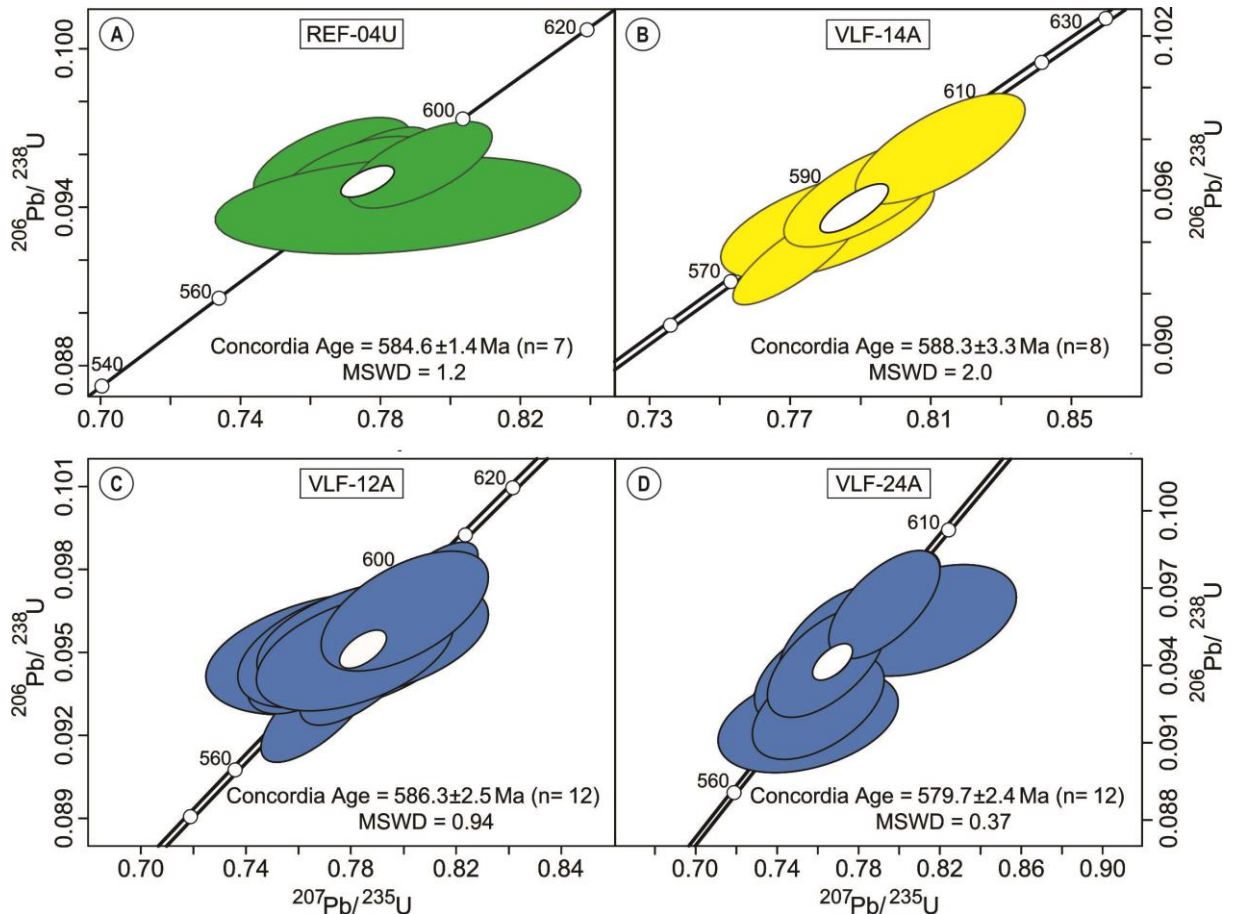 A
REF-04U
620
600
560
540
0.100
0.094
0.088
206Pb/ 238U
Concordia Age = 584.6±1.4 Ma (n= 7)
MSWD = 1.2
0.70 0.74 0.78 0.82
B
VLF-14A
630
610
590
570
0.102
0.096
0.090
206Pb/ 238U
Concordia Age = 588.3±3.3 Ma (n=8)
MSWD = 2.0
0.73 0.77 0.81 0.85
C
VLF-12A
620
600
560
0.101
0.098
0.095
0.092
0.089
206Pb/ 238U
Concordia Age = 586.3±2.5 Ma (n= 12)
MSWD = 0.94
0.70 0.74 0.78 0.82 0.84
207Pb/ 235U
D
VLF-24A
610
560
0.100
0.097
0.094
0.091
0.088
206Pb/ 238U
Concordia Age = 579.7±2.4 Ma (n= 12)
MSWD = 0.37
0.70 0.74 0.78 0.82 0.86 0.90
207Pb/ 235U